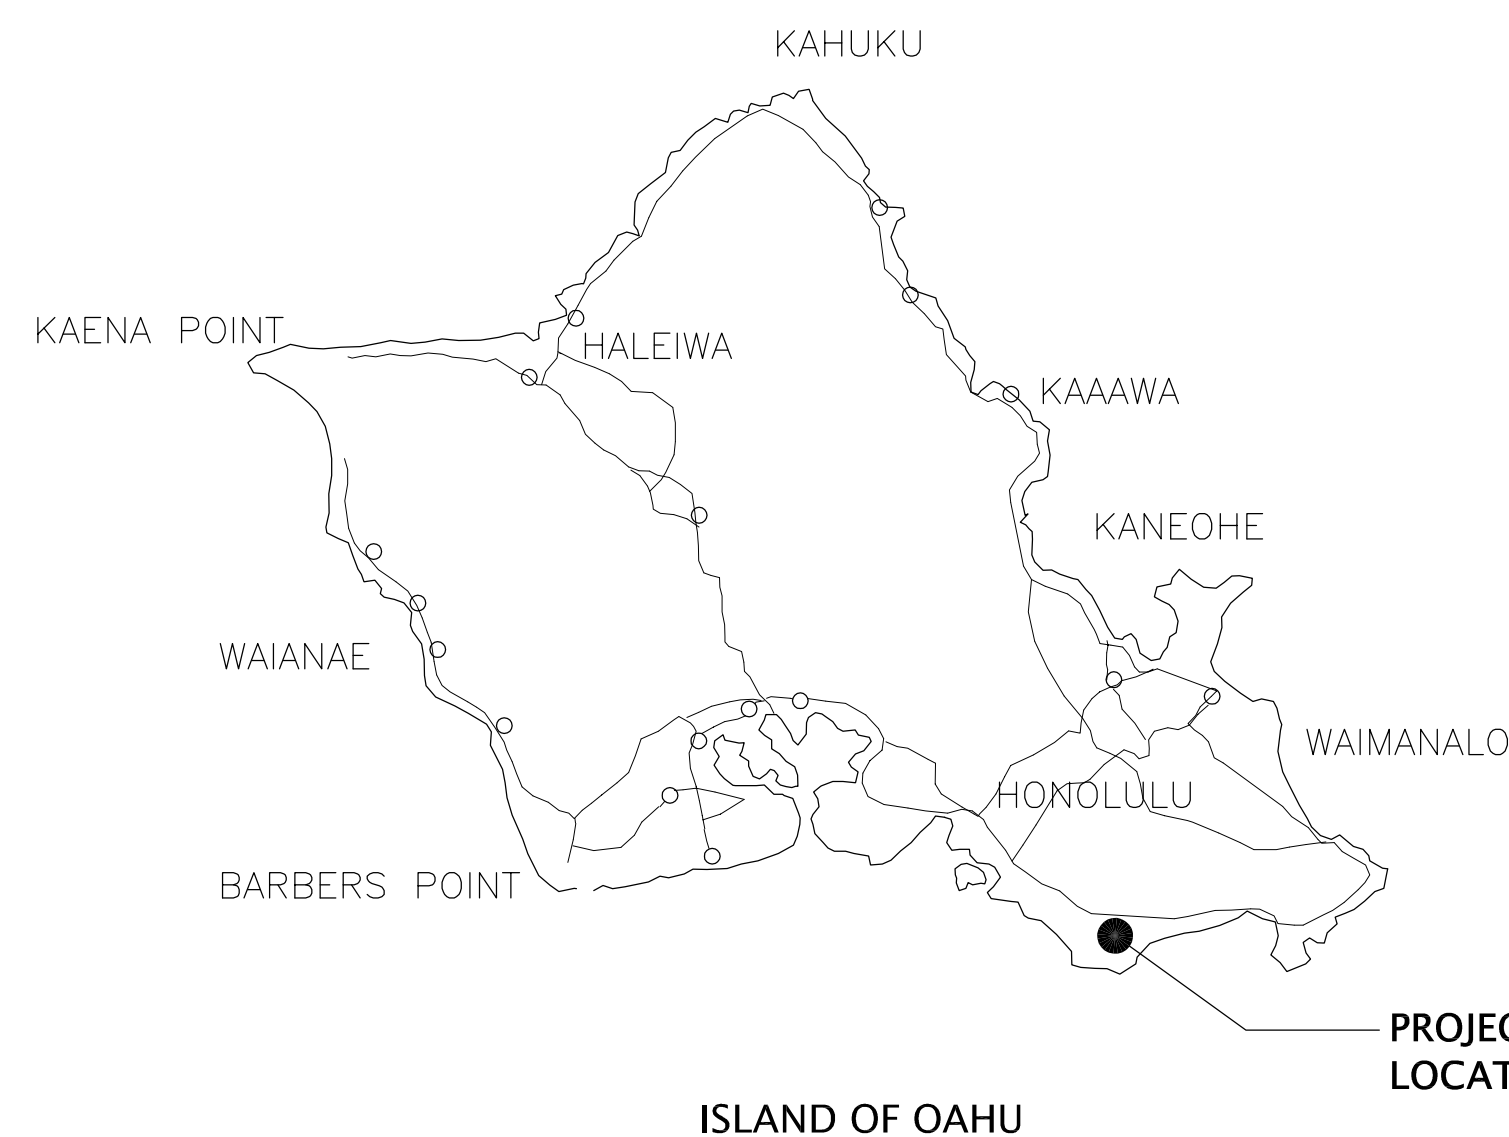 KAHUKU
KAENA POINT
HALEIWA
KAAAWA
KANEOHE
WAIANAE
WAIMANALO
HONOLULU
BARBERS POINT
ISLAND OF OAHU